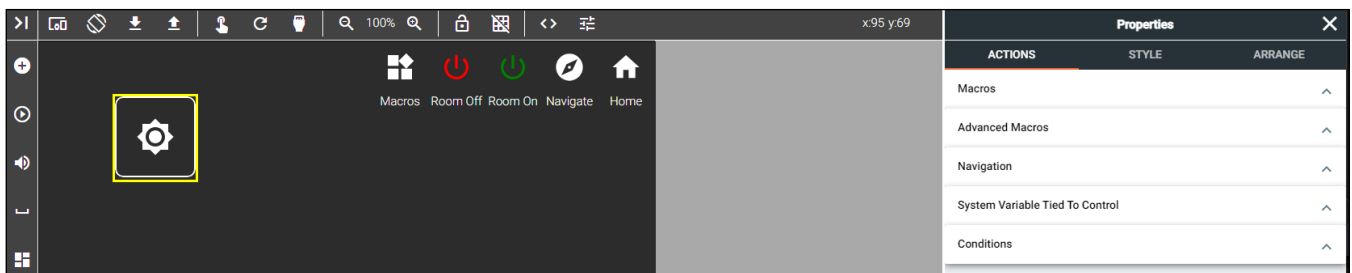 100%
x:95 y:69
Properties
ACTIONS STYLE ARRANGE
Macros Room Off Room On Navigate Home
Macros
Advanced Macros
Navigation
System Variable Tied To Control
Conditions